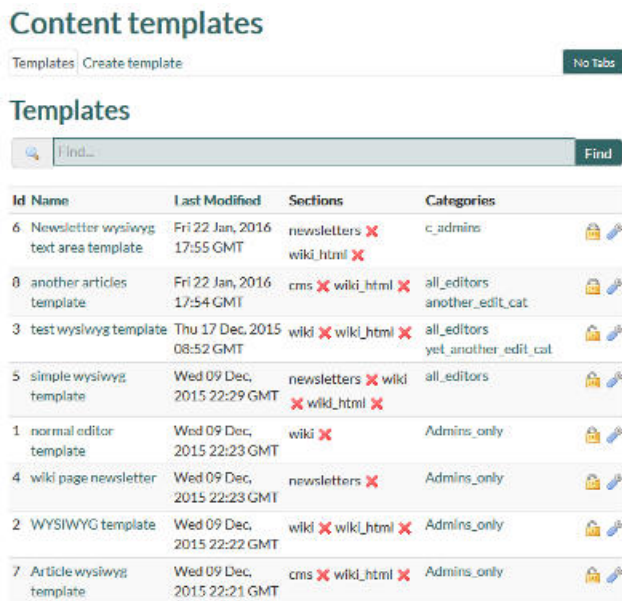 Content templates
Templates Create template No Tabs
Templates
Find... Find
Id Name Last Modified Sections Categories
6 Newsletter wysiwyg Fri 22 Jan, 2016 newsletters c_admins
text area template 17:55 GMT wiki_html
8 another articles Fri 22 Jan, 2016 cms wiki_html all_editors
template 17:54 GMT another_edit_cat
3 test wysiwyg template Thu 17 Dec, 2015 wiki wiki_html all_editors
08:52 GMT yet_another_edit_cat
5 simple wysiwyg Wed 09 Dec, newsletters wiki all_editors
template 2015 22:29 GMT wiki_html
1 normal editor Wed 09 Dec, wiki Admins_only
template 2015 22:23 GMT
4 wiki page newsletter Wed 09 Dec, newsletters Admins_only
2015 22:23 GMT
2 WYSIWYG template Wed 09 Dec, wiki wiki_html Admins_only
2015 22:22 GMT
7 Article wysiwyg Wed 09 Dec, cms wiki_html Admins_only
template 2015 22:21 GMT